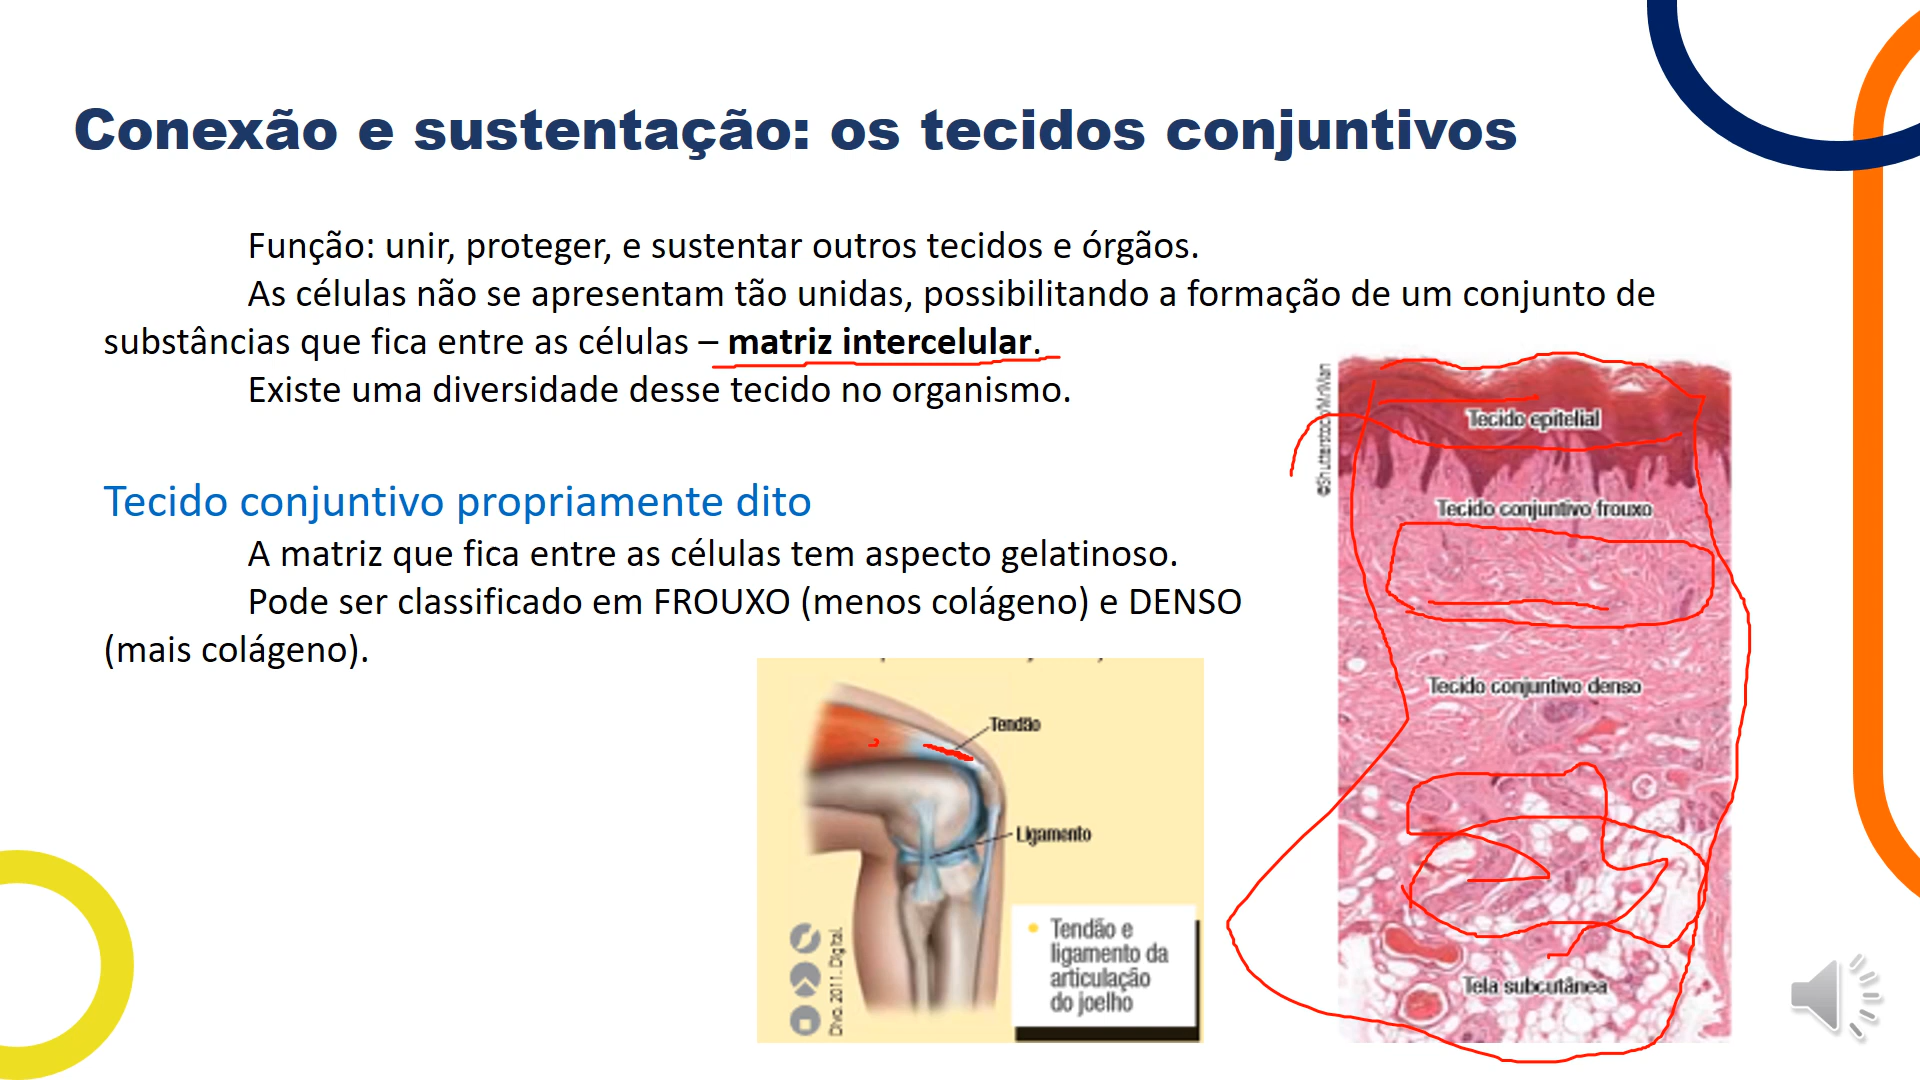 Conexão e sustentação: os tecidos conjuntivos
Função: unir, proteger, e sustentar outros tecidos e órgãos.
As células não se apresentam tão unidas, possibilitando a formação de um conjunto de
substâncias que fica entre as células – matriz intercelular.
Existe uma diversidade desse tecido no organismo.
Tecido conjuntivo propriamente dito
A matriz que fica entre as células tem aspecto gelatinoso.
Pode ser classificado em FROUXO (menos colágeno) e DENSO
(mais colágeno).
Tendão
Ligamento
• Tendão e
ligamento da
articulação
do joelho
2011. Digital.
Tecido epitelial
Tecido conjuntivo frouxo
Tecido conjuntivo denso
Tela subcutânea